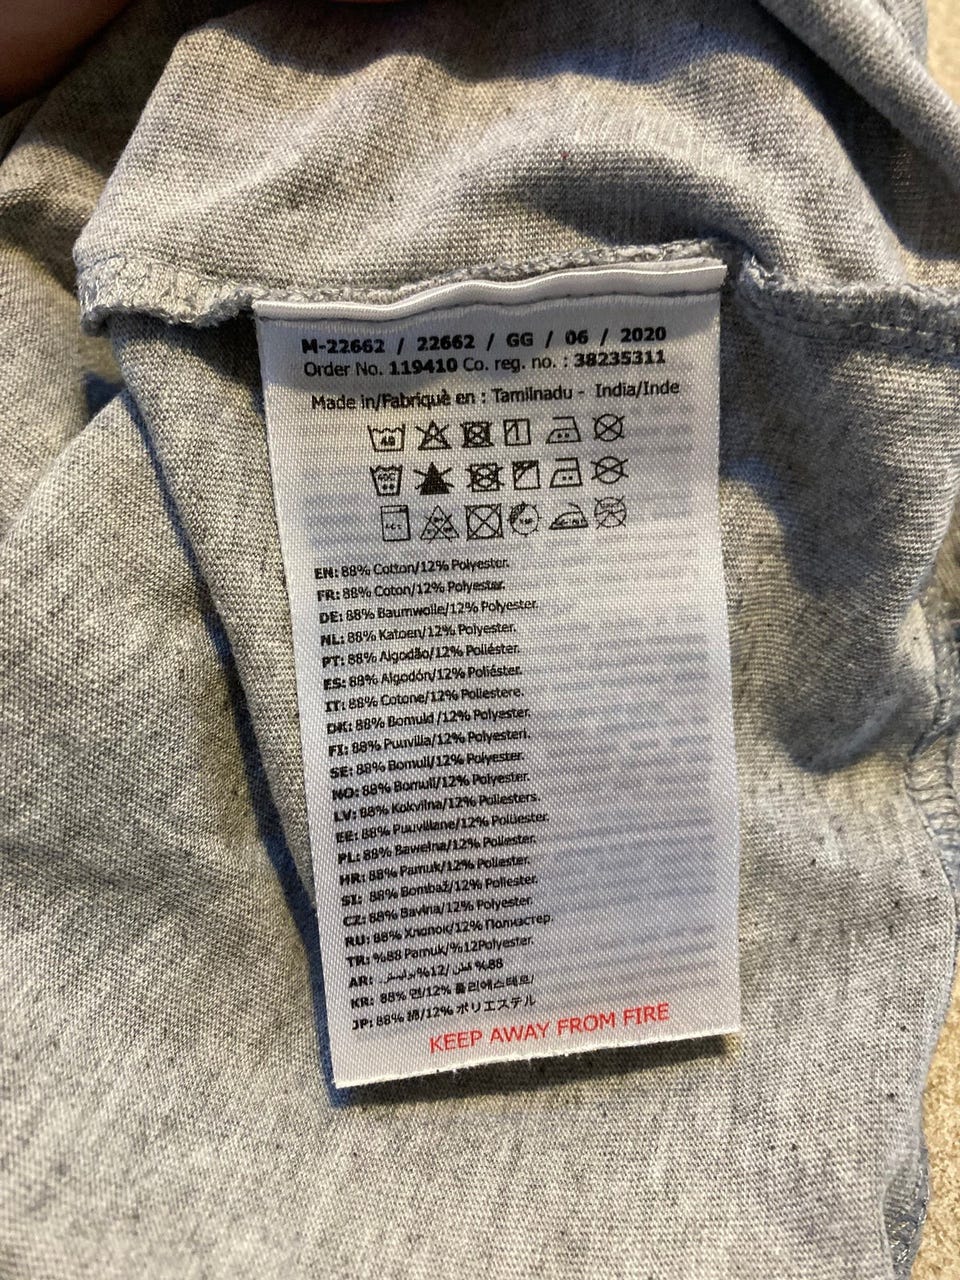 M-22662 / 22662 / GG / 06 / 2020
Order No. 119410 Co. reg. no. : 38235311
Made in/Fabriquè en : Tamilnadu - India/Inde
40
EN: 88% Cotton/12% Polyester.
FR: 88% Coton/12% Polyester.
DE: 88% Baumwolle/12% Polyester.
NL: 88% Katoen/12% Polyester.
PT: 88% Algodão/12% Poliéster.
ES: 88% Algodón/12% Poliéster.
IT: 88% Cotone/12% Poliestere.
DK: 88% Bomuld /12% Polyester.
FI: 88% Puuvilla/12% Polyesteri.
SE: 88% Bomull/12% Polyester.
NO: 88% Bomull/12% Polyester.
LV: 88% Kokvilna/12% Poliesters.
EE: 88% Puuvillane/12% Polüester.
PL: 88% Bawełna/12% Poliester.
HR: 88% Pamuk/12% Poliester.
SI: 88% Bombaž/12% Poliester.
CZ: 88% Bavlna/12% Polyester.
RU: 88% Хлопок/12% Полиэстер.
TR: %88 Pamuk/%12Polyester.
AR: %88 قطن /%12
KR: 88% 면/12% 폴리에스테르/
JP: 88% 綿/12% ポリエステル
KEEP AWAY FROM FIRE